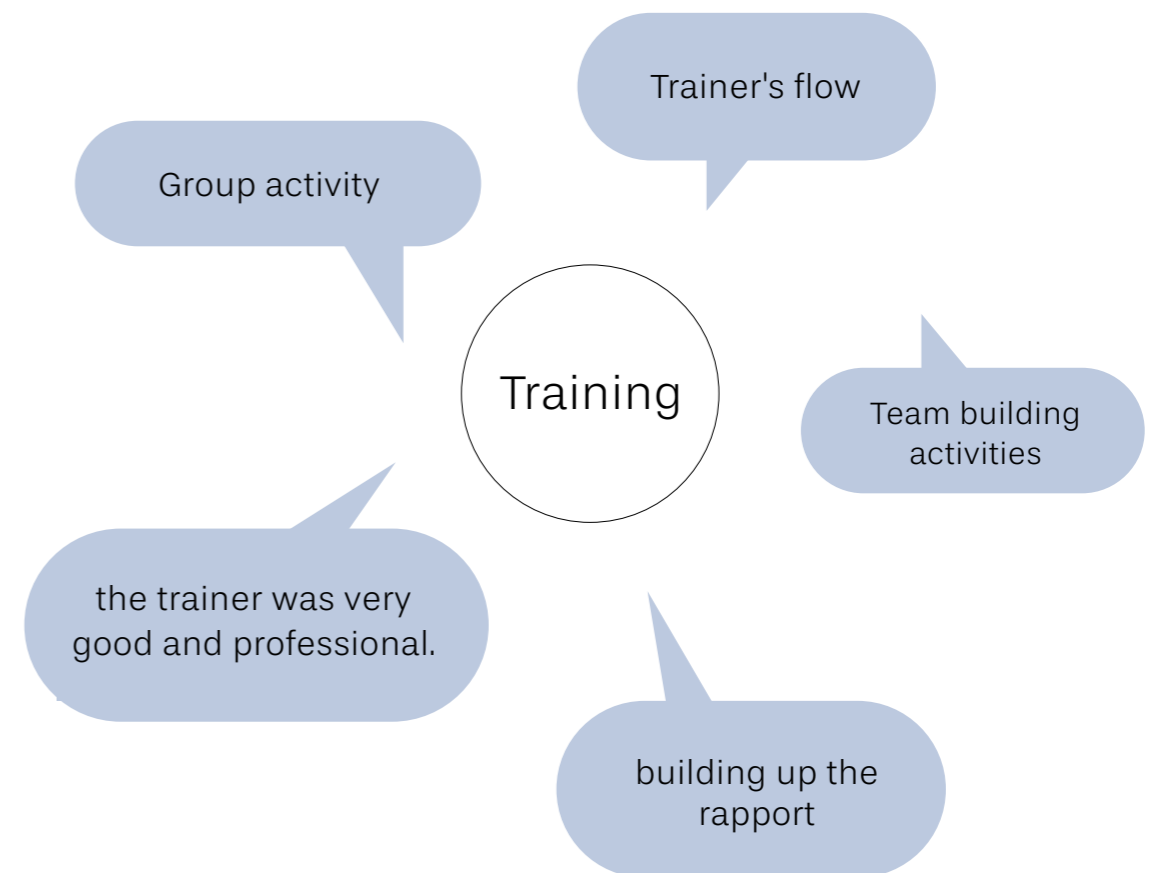 Trainer's flow
Group activity
Training
Team building
activities
the trainer was very
good and professional.
building up the
rapport